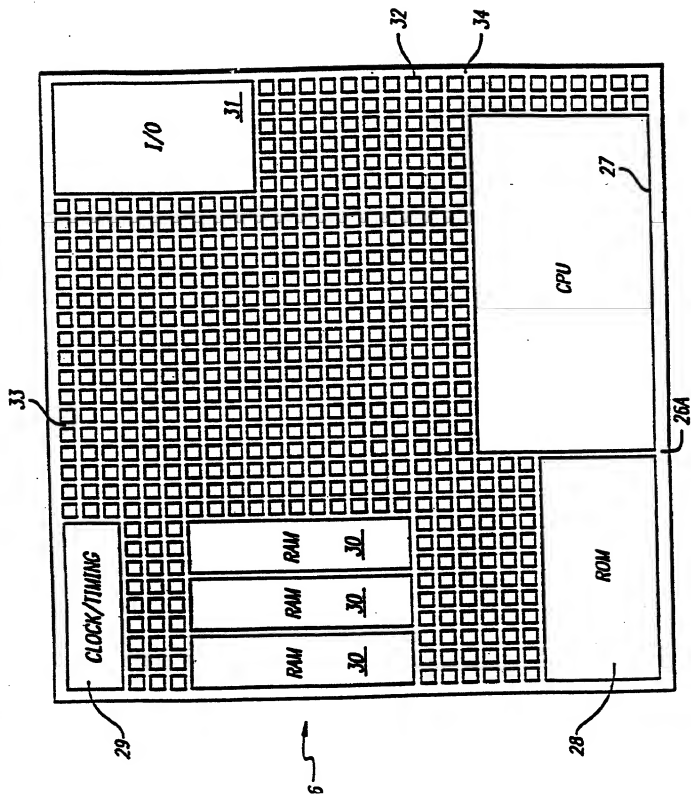 33
CLOCK/TIMING
29
I/O
31
RAM
RAM
RAM
30
30
30
6
32
34
CPU
28
ROM
27
26A